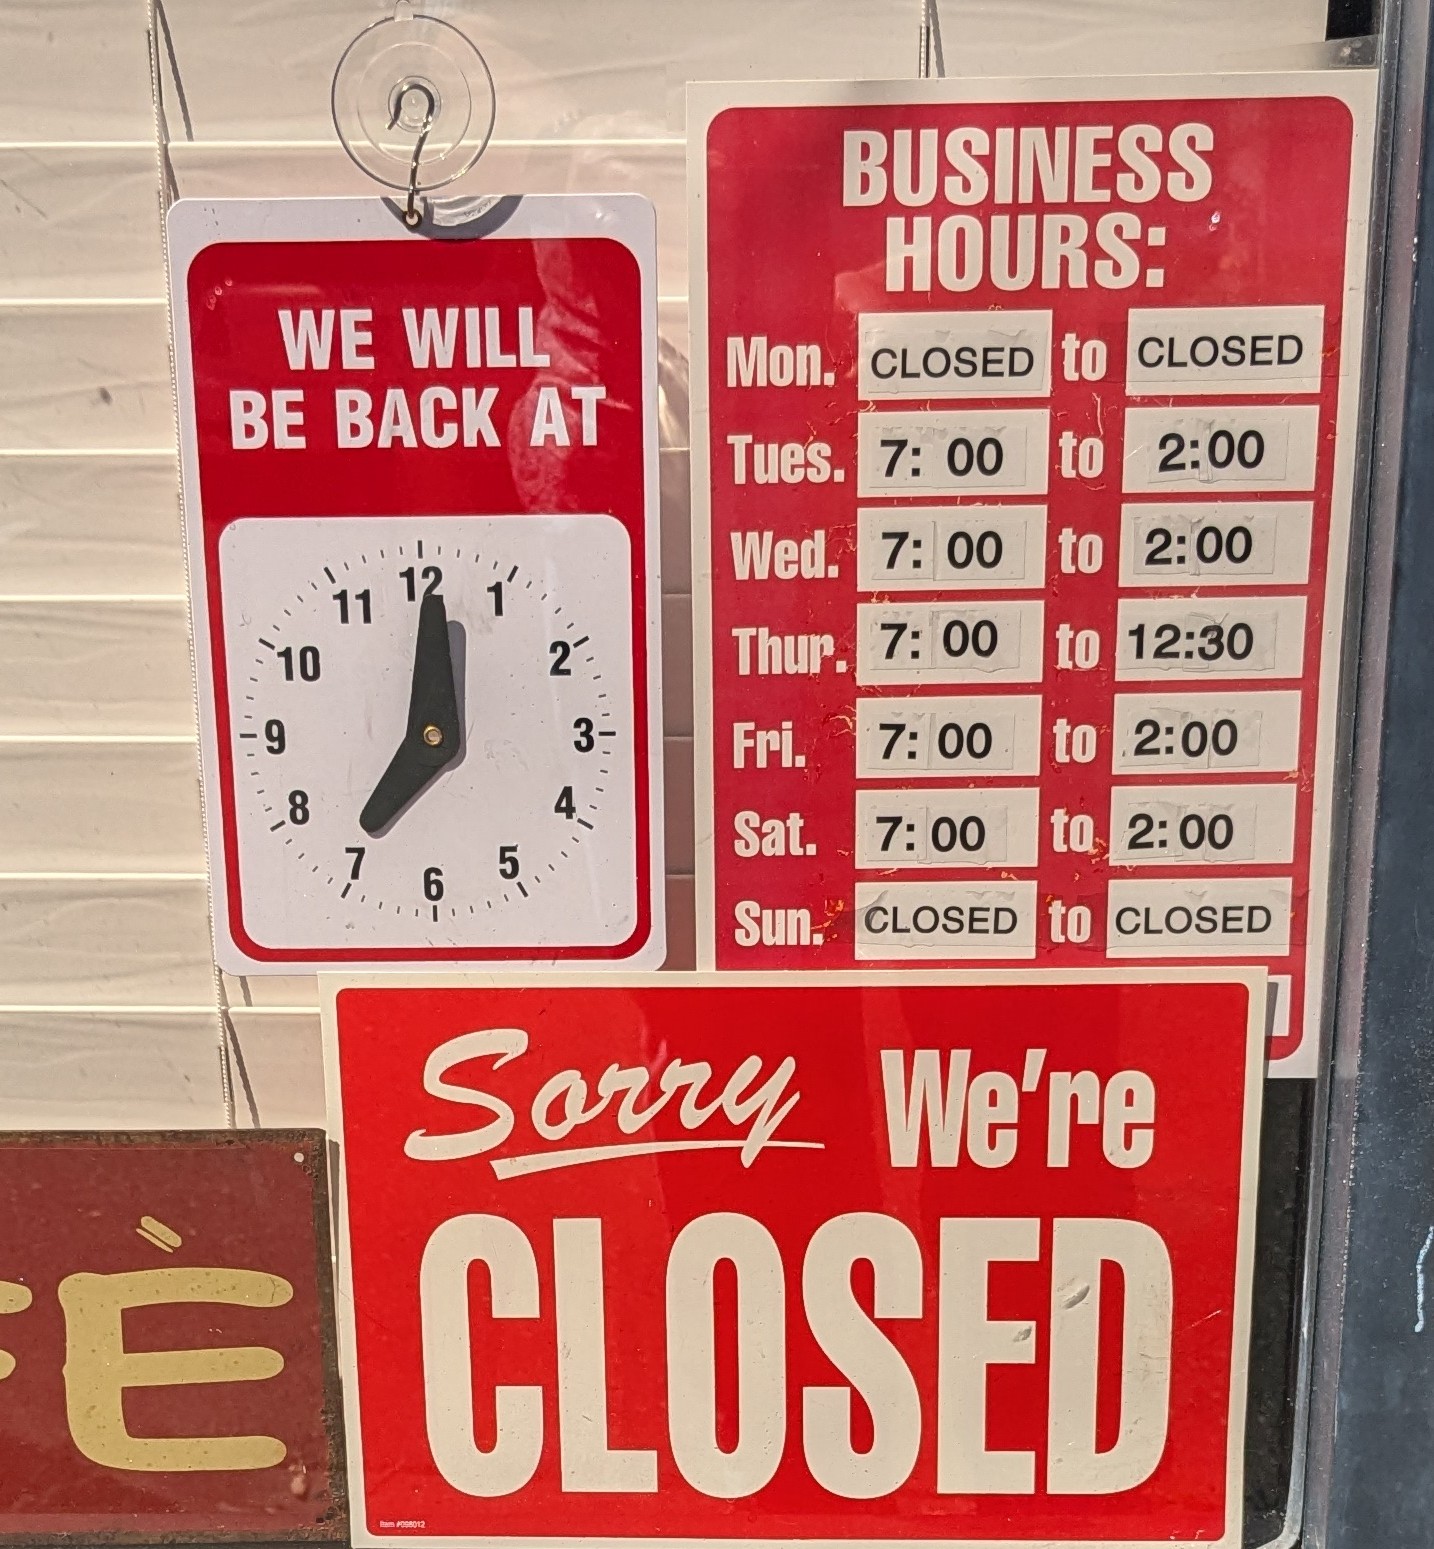 WE WILL
BE BACK AT
12
1
2
3
4
5
6
7
8
9
10
11
BUSINESS
HOURS:
Mon. CLOSED to CLOSED
Tues. 7: 00 to 2:00
Wed. 7: 00 to 2:00
Thur. 7: 00 to 12:30
Fri. 7: 00 to 2:00
Sat. 7: 00 to 2: 00
Sun. CLOSED to CLOSED
Sorry We're
CLOSED
Item #098012
È